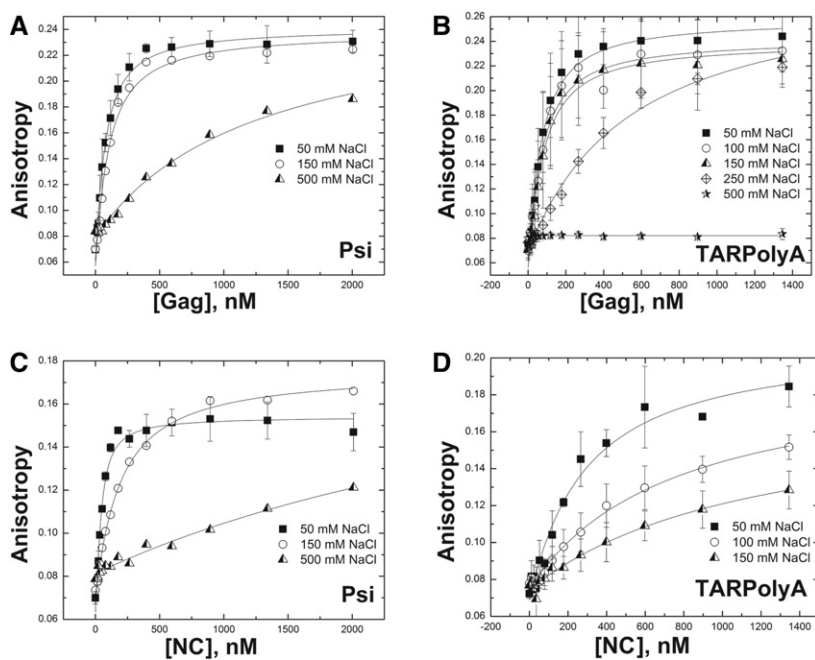 A
Anisotropy
0.24
0.22
0.20
0.18
0.16
0.14
0.12
0.10
0.08
0.06
50 mM NaCl
150 mM NaCl
500 mM NaCl
Psi
0 500 1000 1500 2000
[Gag], nM
B
Anisotropy
0.26
0.24
0.22
0.20
0.18
0.16
0.14
0.12
0.10
0.08
0.06
50 mM NaCl
100 mM NaCl
150 mM NaCl
250 mM NaCl
500 mM NaCl
TARPolyA
-200 0 200 400 600 800 1000 1200 1400
[Gag], nM
C
Anisotropy
0.18
0.16
0.14
0.12
0.10
0.08
0.06
50 mM NaCl
150 mM NaCl
500 mM NaCl
Psi
0 500 1000 1500 2000
[NC], nM
D
Anisotropy
0.20
0.18
0.16
0.14
0.12
0.10
0.08
0.06
50 mM NaCl
100 mM NaCl
150 mM NaCl
TARPolyA
-200 0 200 400 600 800 1000 1200 1400
[NC], nM